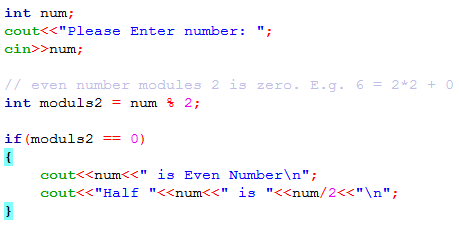 int num;
cout<<"Please Enter number: ";
cin>>num;
// even number modules 2 is zero. E.g. 6 = 2*2 + 0
int moduls2 = num % 2;
if(moduls2 == 0)
{
cout<<num<<" is Even Number\n";
cout<<"Half "<<num<<" is "<<num/2<<"\n";
}